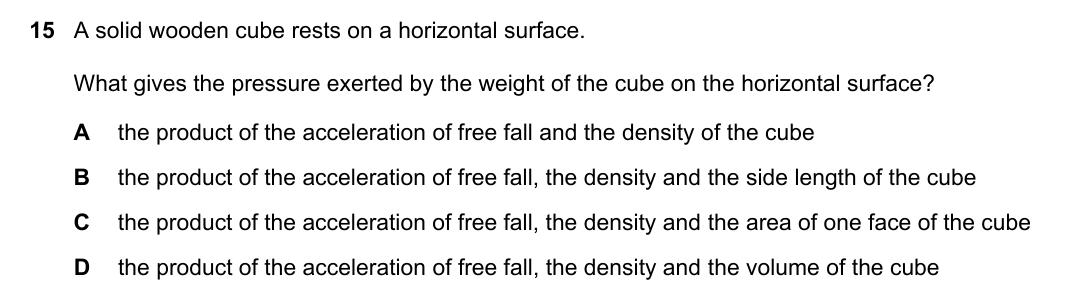 15 A solid wooden cube rests on a horizontal surface.
What gives the pressure exerted by the weight of the cube on the horizontal surface?
A the product of the acceleration of free fall and the density of the cube
B the product of the acceleration of free fall, the density and the side length of the cube
C the product of the acceleration of free fall, the density and the area of one face of the cube
D the product of the acceleration of free fall, the density and the volume of the cube